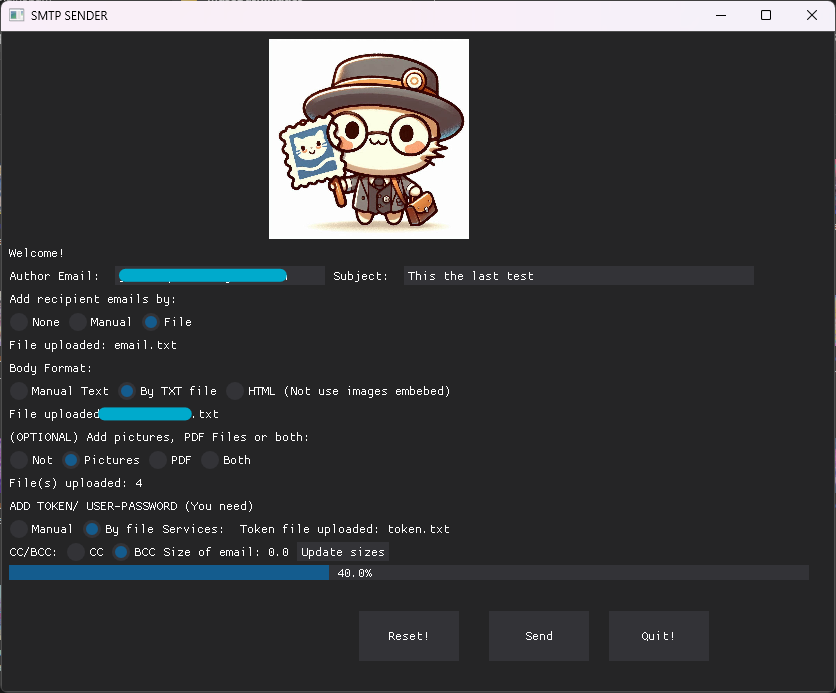 SMTP SENDER
Welcome!
Author Email: Subject: This the last test
Add recipient emails by:
None Manual File
File uploaded: email.txt
Body Format:
Manual Text By TXT file HTML (Not use images embebed)
File uploaded .txt
(OPTIONAL) Add pictures, PDF Files or both:
Not Pictures PDF Both
File(s) uploaded: 4
ADD TOKEN/ USER-PASSWORD (You need)
Manual By file Services: Token file uploaded: token.txt
CC/BCC: CC BCC Size of email: 0.0 Update sizes
40.0%
Reset! Send Quit!